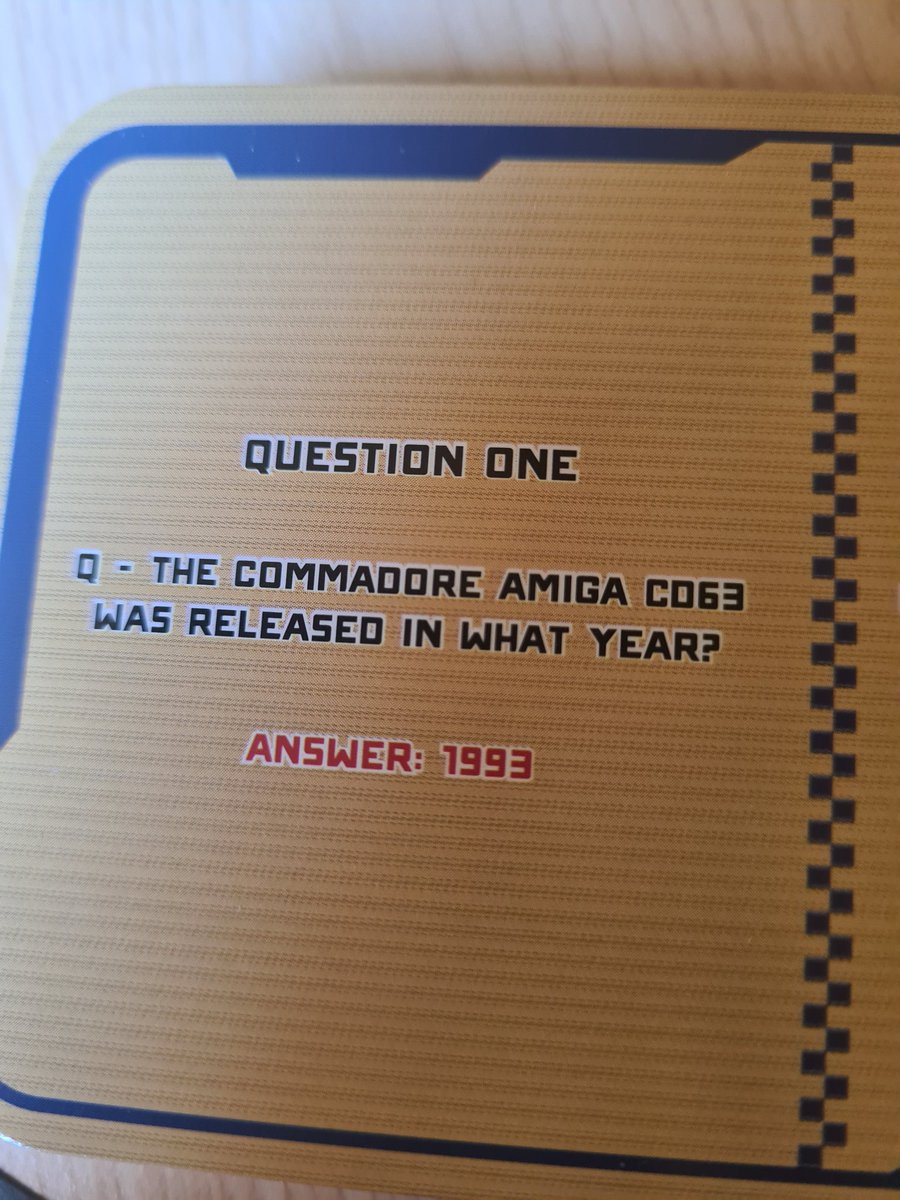 QUESTION ONE
Q - THE COMMADORE AMIGA CD63
WAS RELEASED IN WHAT YEAR?
ANSWER: 1993